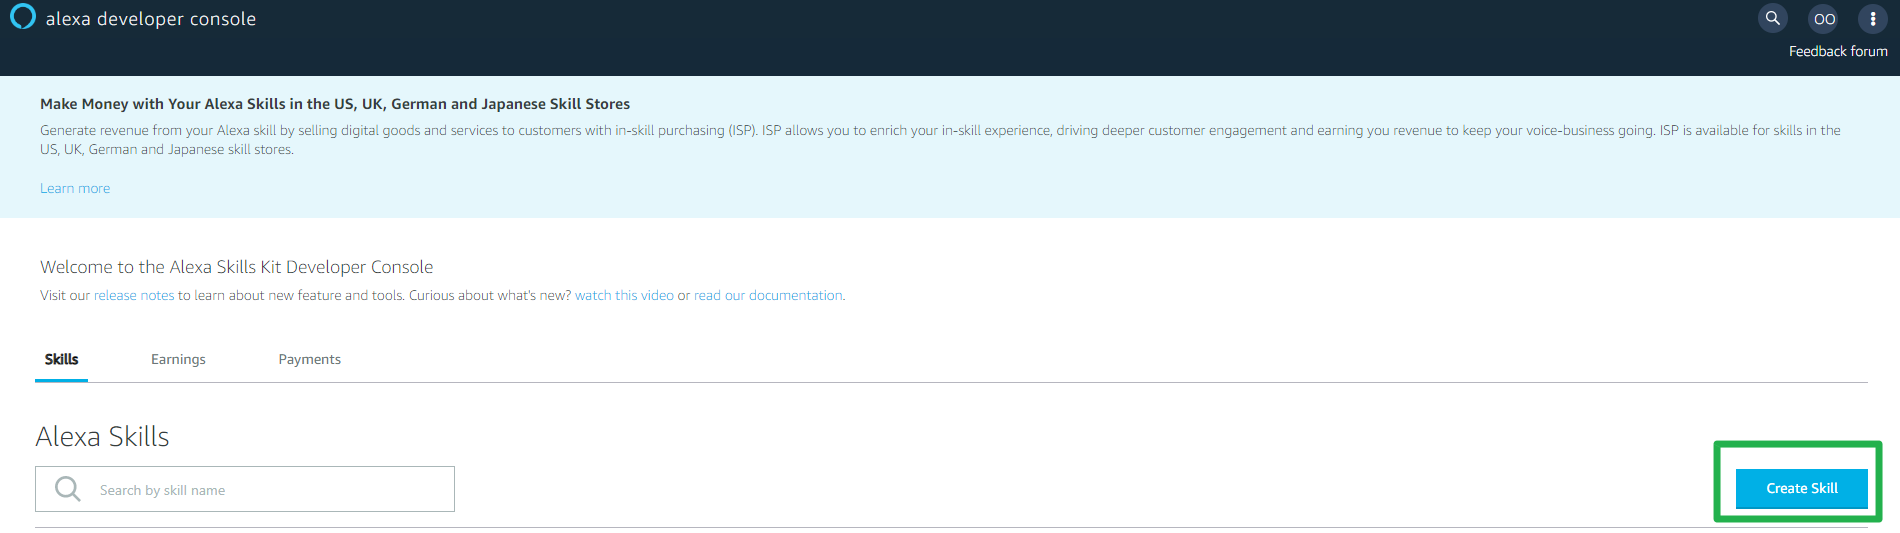 alexa developer console
OO
Feedback forum
Make Money with Your Alexa Skills in the US, UK, German and Japanese Skill Stores
Generate revenue from your Alexa skill by selling digital goods and services to customers with in-skill purchasing (ISP). ISP allows you to enrich your in-skill experience, driving deeper customer engagement and earning you revenue to keep your voice-business going. ISP is available for skills in the
US, UK, German and Japanese skill stores.
Learn more
Welcome to the Alexa Skills Kit Developer Console
Visit our release notes to learn about new feature and tools. Curious about what's new? watch this video or read our documentation.
Skills Earnings Payments
Alexa Skills
Search by skill name
Create Skill